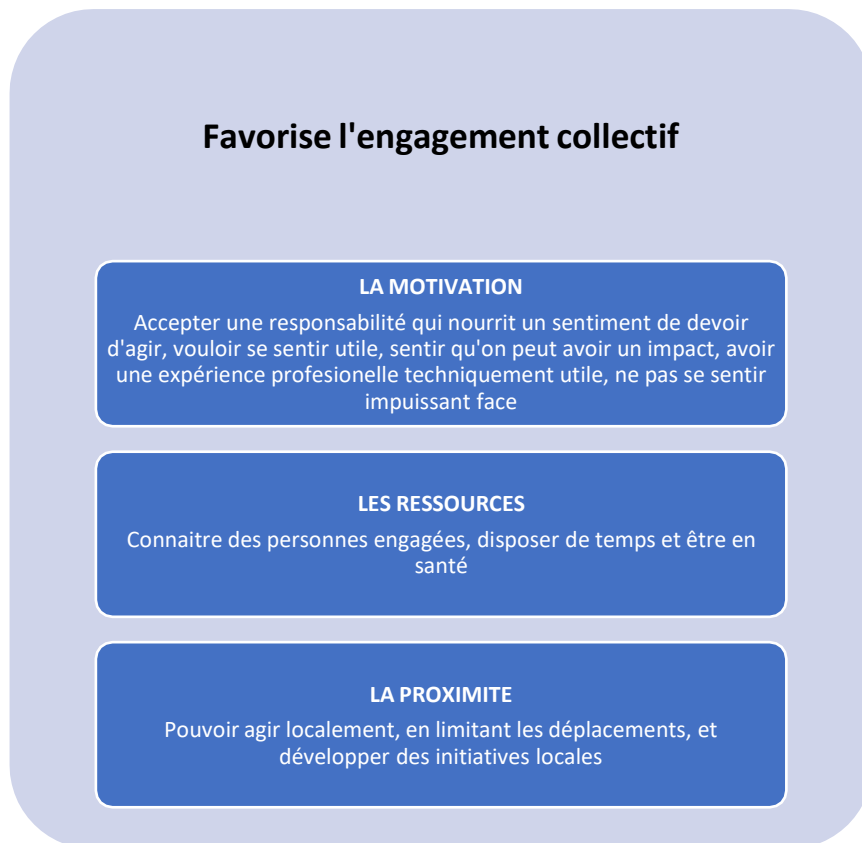 Favorise l'engagement collectif
LA MOTIVATION
Accepter une responsabilité qui nourrit un sentiment de devoir
d'agir, vouloir se sentir utile, sentir qu'on peut avoir un impact, avoir
une expérience profesionelle techniquement utile, ne pas se sentir
impuissant face
LES RESSOURCES
Connaitre des personnes engagées, disposer de temps et être en
santé
LA PROXIMITE
Pouvoir agir localement, en limitant les déplacements, et
développer des initiatives locales